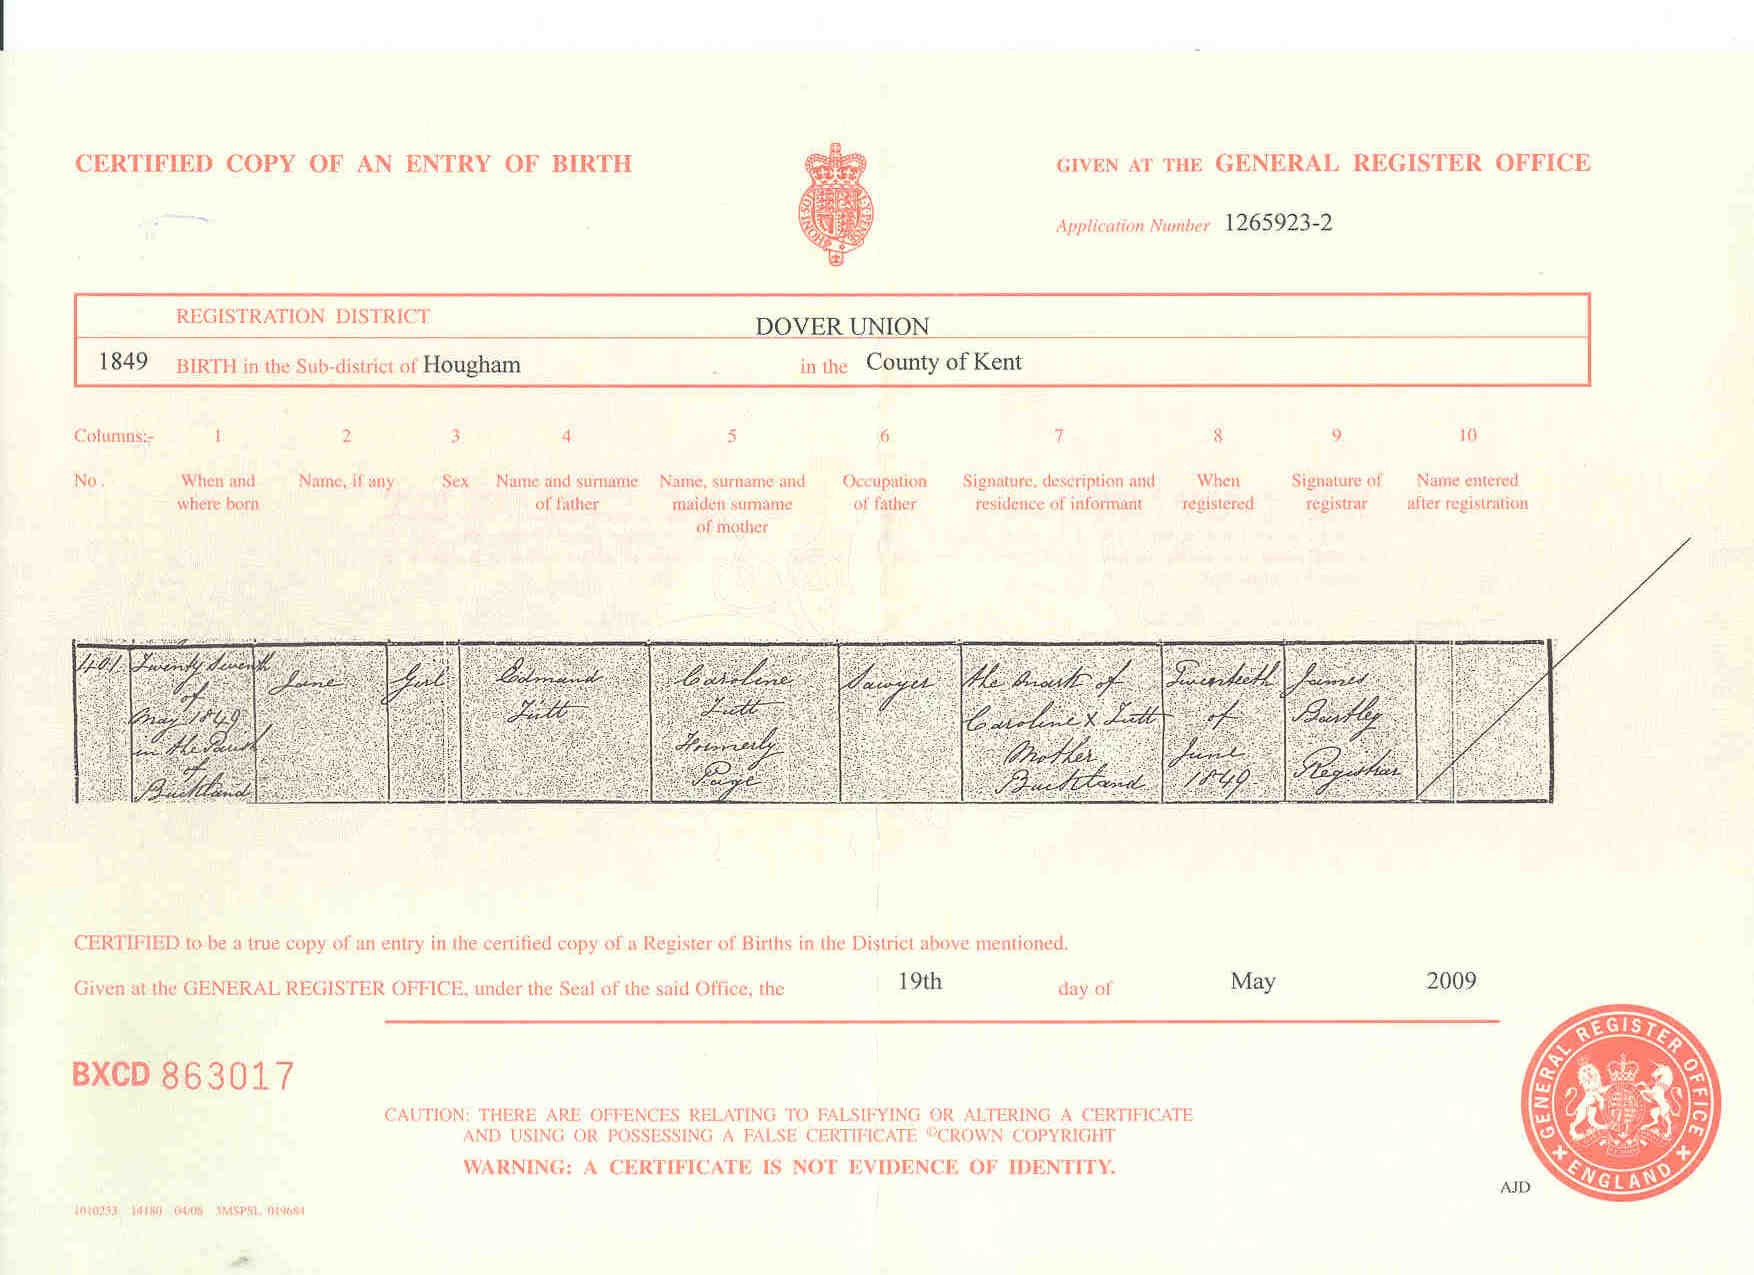 CERTIFIED COPY OF AN ENTRY OF BIRTH
GIVEN AT THE GENERAL REGISTER OFFICE
Application Number 1265923-2
REGISTRATION DISTRICT DOVER UNION
1849 BIRTH in the Sub-district of Hougham in the County of Kent
Columns:- 1 2 3 4 5 6 7 8 9 10
No. When and where born
Name, if any
Sex
Name and surname of father
Name, surname and maiden surname of mother
Occupation of father
Signature, description and residence of informant
When registered
Signature of registrar
Name entered after registration
401
Twenty Seventh
of
May 1849
in the Parish
of
Buckland
Jane
Girl
Edmund
Tutt
Caroline
Tutt
Formerly
Paige
Sawyer
The Mark of
Caroline X Tutt
Mother
Buckland
Twentieth
of
June
1849
James
Bartley
Registrar
CERTIFIED to be a true copy of an entry in the certified copy of a Register of Births in the District above mentioned.
Given at the GENERAL REGISTER OFFICE, under the Seal of the said Office, the 19th day of May 2009
BXCD 863017
CAUTION: THERE ARE OFFENCES RELATING TO FALSIFYING OR ALTERING A CERTIFICATE
AND USING OR POSSESSING A FALSE CERTIFICATE ©CROWN COPYRIGHT
WARNING: A CERTIFICATE IS NOT EVIDENCE OF IDENTITY.
GENERAL REGISTER OFFICE
ENGLAND
AJD
1010233 14180 04/08 3MSPSL 019684